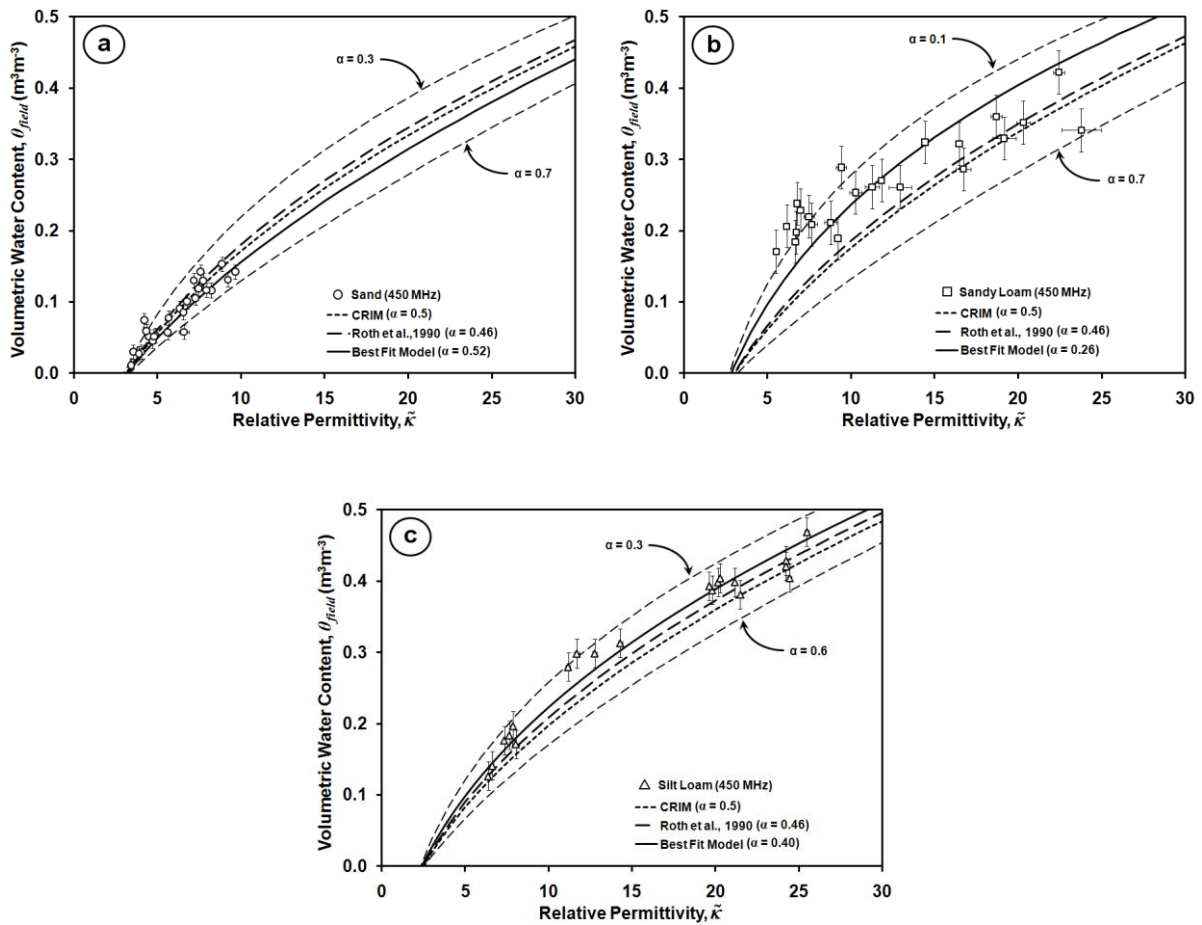 a
Volumetric Water Content, θfield (m³m⁻³)
0.5
0.4
0.3
0.2
0.1
0.0
α = 0.3
α = 0.7
Sand (450 MHz)
CRIM (α = 0.5)
Roth et al.,1990 (α = 0.46)
Best Fit Model (α = 0.52)
0 5 10 15 20 25 30
Relative Permittivity, κ̃
b
Volumetric Water Content, θfield (m³m⁻³)
0.5
0.4
0.3
0.2
0.1
0.0
α = 0.1
α = 0.7
Sandy Loam (450 MHz)
CRIM (α = 0.5)
Roth et al., 1990 (α = 0.46)
Best Fit Model (α = 0.26)
0 5 10 15 20 25 30
Relative Permittivity, κ̃
c
Volumetric Water Content, θfield (m³m⁻³)
0.5
0.4
0.3
0.2
0.1
0.0
α = 0.3
α = 0.6
Silt Loam (450 MHz)
CRIM (α = 0.5)
Roth et al., 1990 (α = 0.46)
Best Fit Model (α = 0.40)
0 5 10 15 20 25 30
Relative Permittivity, κ̃